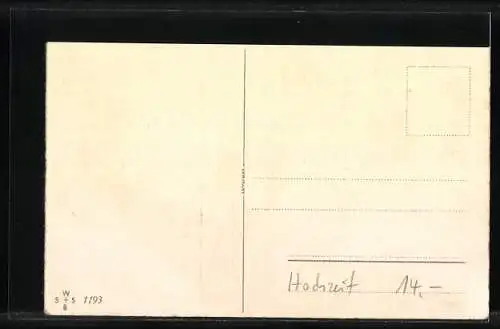 W
S + S 1193
B
Hochzeit 14,-